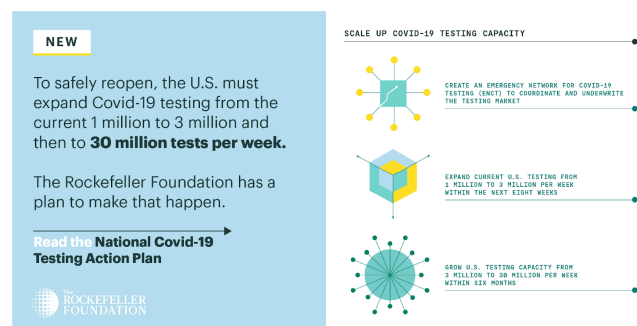 NEW
To safely reopen, the U.S. must
expand Covid-19 testing from the
current 1 million to 3 million and
then to 30 million tests per week.
The Rockefeller Foundation has a
plan to make that happen.
Read the National Covid-19
Testing Action Plan
The
ROCKEFELLER
FOUNDATION
SCALE UP COVID-19 TESTING CAPACITY
CREATE AN EMERGENCY NETWORK FOR COVID-19
TESTING (ENCT) TO COORDINATE AND UNDERWRITE
THE TESTING MARKET
EXPAND CURRENT U.S. TESTING FROM
1 MILLION TO 3 MILLION PER WEEK
WITHIN THE NEXT EIGHT WEEKS
GROW U.S. TESTING CAPACITY FROM
3 MILLION TO 30 MILLION PER WEEK
WITHIN SIX MONTHS